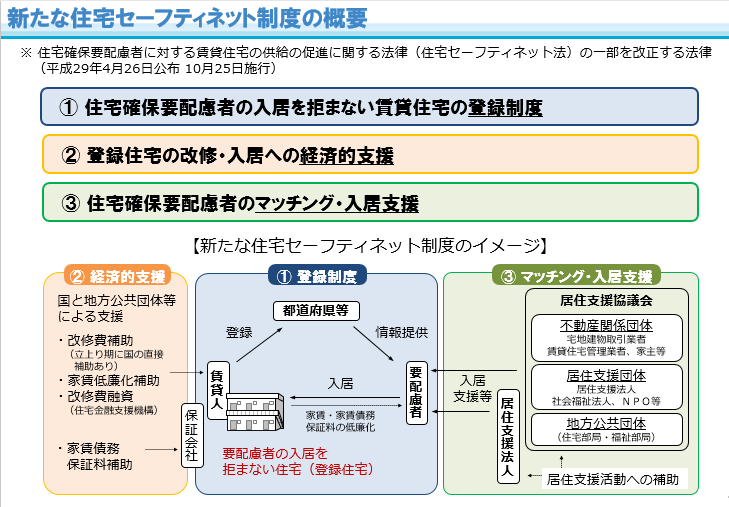 新たな住宅セーフティネット制度の概要
※ 住宅確保要配慮者に対する賃貸住宅の供給の促進に関する法律(住宅セーフティネット法)の一部を改正する法律
(平成29年4月26日公布 10月25日施行)
① 住宅確保要配慮者の入居を拒まない賃貸住宅の登録制度
② 登録住宅の改修・入居への経済的支援
③ 住宅確保要配慮者のマッチング・入居支援
【新たな住宅セーフティネット制度のイメージ】
② 経済的支援
国と地方公共団体等
による支援
・改修費補助
(立上り期に国の直接
補助あり)
・家賃低廉化補助
・改修費融資
(住宅金融支援機構)
・家賃債務
保証料補助
保証会社
① 登録制度
都道府県等
登録
情報提供
賃貸人
入居
家賃・家賃債務
保証料の低廉化
要配慮者
要配慮者の入居を
拒まない住宅(登録住宅)
③ マッチング・入居支援
居住支援協議会
不動産関係団体
宅地建物取引業者
賃貸住宅管理業者、家主等
居住支援団体
居住支援法人
社会福祉法人、NPO等
地方公共団体
(住宅部局・福祉部局)
入居
支援等
居住支援法人
居住支援活動への補助